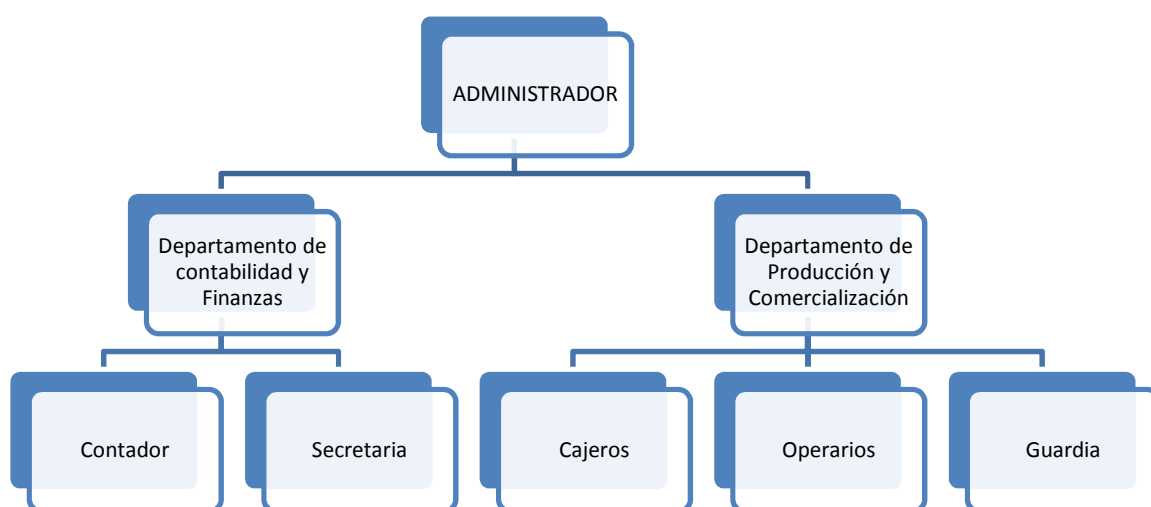 ADMINISTRADOR
Departamento de
contabilidad y
Finanzas
Departamento de
Producción y
Comercialización
Contador
Secretaria
Cajeros
Operarios
Guardia